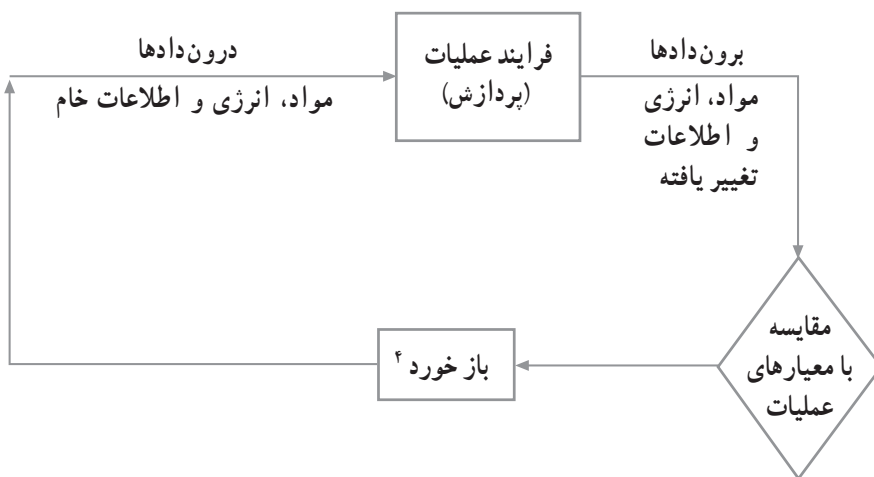 درون‌دادها
مواد، انرژی و اطلاعات خام
فرایند عملیات
(پردازش)
برون‌دادها
مواد، انرژی
و اطلاعات
تغییر یافته
مقایسه
با معیارهای
عملیات
باز خورد ۴